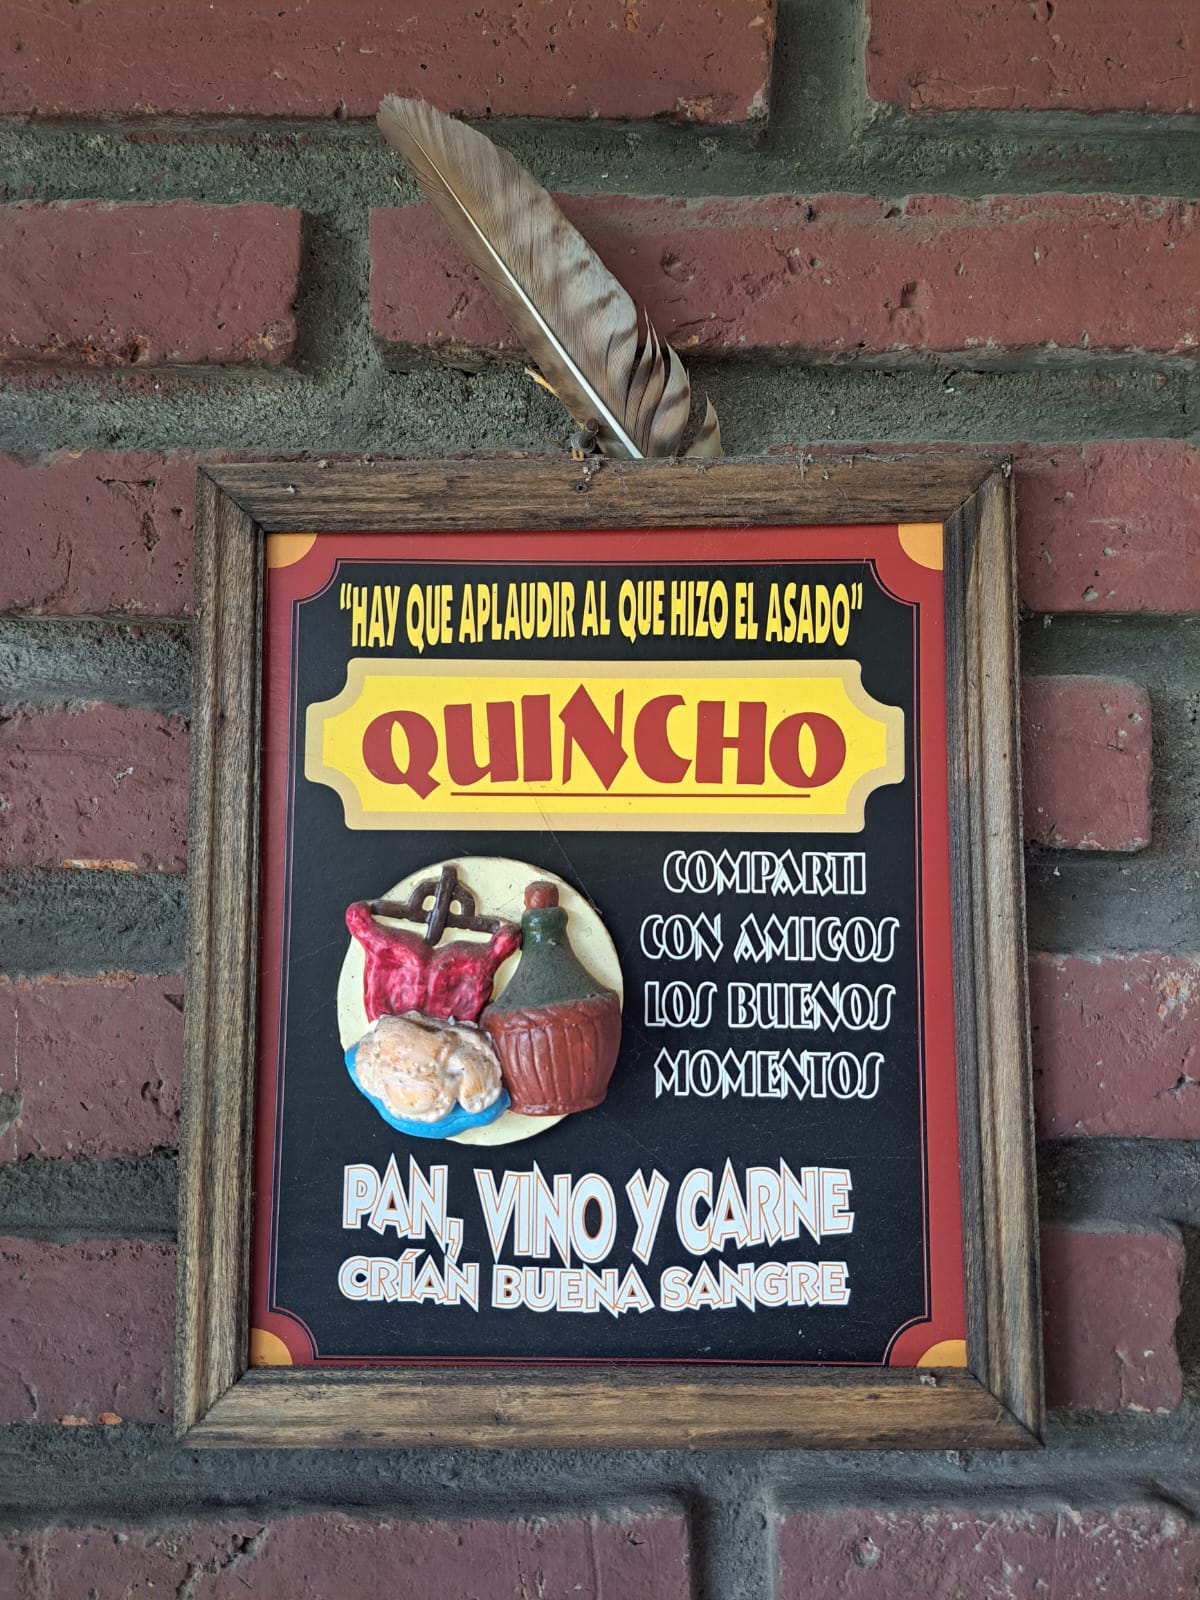 "HAY QUE APLAUDIR AL QUE HIZO EL ASADO"
QUINCHO
COMPARTI
CON AMIGOS
LOS BUENOS
MOMENTOS
PAN, VINO Y CARNE
CRÍAN BUENA SANGRE